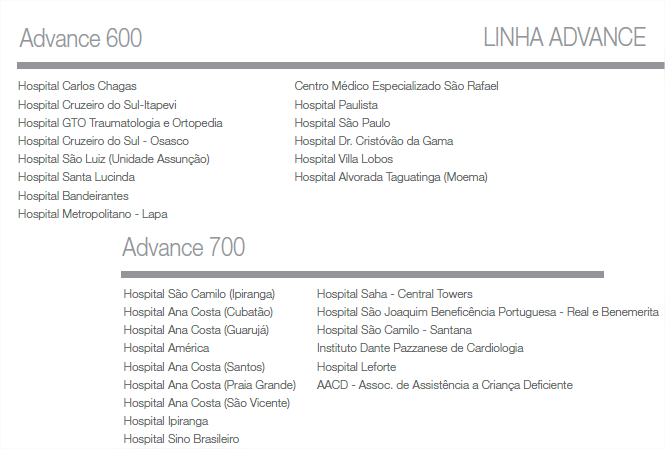 Advance 600
LINHA ADVANCE
Hospital Carlos Chagas
Hospital Cruzeiro do Sul-Itapevi
Hospital GTO Traumatologia e Ortopedia
Hospital Cruzeiro do Sul - Osasco
Hospital São Luiz (Unidade Assunção)
Hospital Santa Lucinda
Hospital Bandeirantes
Hospital Metropolitano - Lapa
Centro Médico Especializado São Rafael
Hospital Paulista
Hospital São Paulo
Hospital Dr. Cristóvão da Gama
Hospital Villa Lobos
Hospital Alvorada Taguatinga (Moema)
Advance 700
Hospital São Camilo (Ipiranga)
Hospital Ana Costa (Cubatão)
Hospital Ana Costa (Guarujá)
Hospital América
Hospital Ana Costa (Santos)
Hospital Ana Costa (Praia Grande)
Hospital Ana Costa (São Vicente)
Hospital Ipiranga
Hospital Sino Brasileiro
Hospital Saha - Central Towers
Hospital São Joaquim Beneficência Portuguesa - Real e Benemerita
Hospital São Camilo - Santana
Instituto Dante Pazzanese de Cardiologia
Hospital Leforte
AACD - Assoc. de Assistência a Criança Deficiente